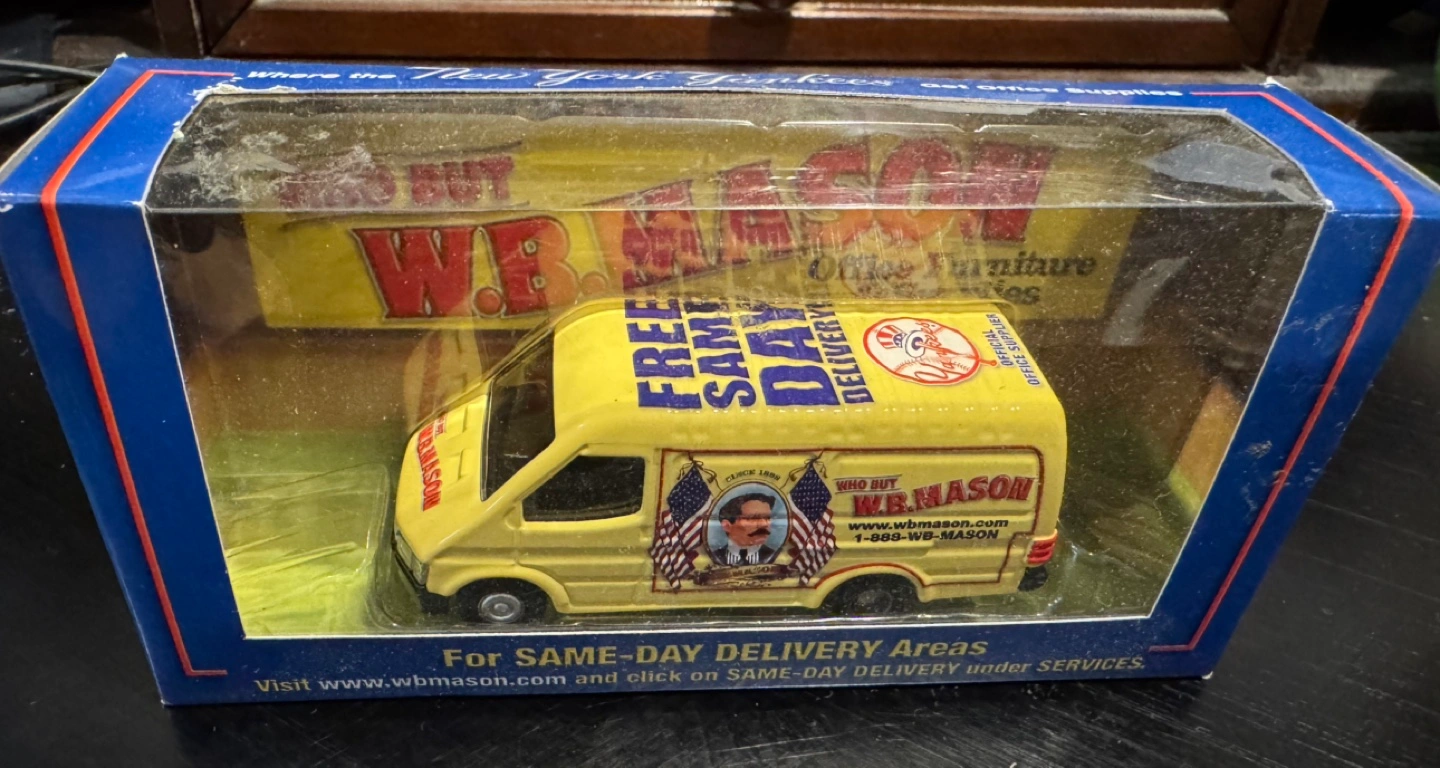 Where the New York Yankees Get Office Supplies
WHO BUT
W.B. MASON
Office Furniture
FREE
SAME
DAY
DELIVERY
Yankees
OFFICIAL
OFFICE SUPPLIER
W.B.MASON
SINCE 1898
WHO BUT
W.B.MASON
www.wbmason.com
1-888-WB-MASON
For SAME-DAY DELIVERY Areas
Visit www.wbmason.com and click on SAME-DAY DELIVERY under SERVICES.